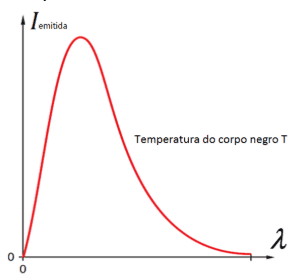 I emitida
Temperatura do corpo negro T
λ
0
0